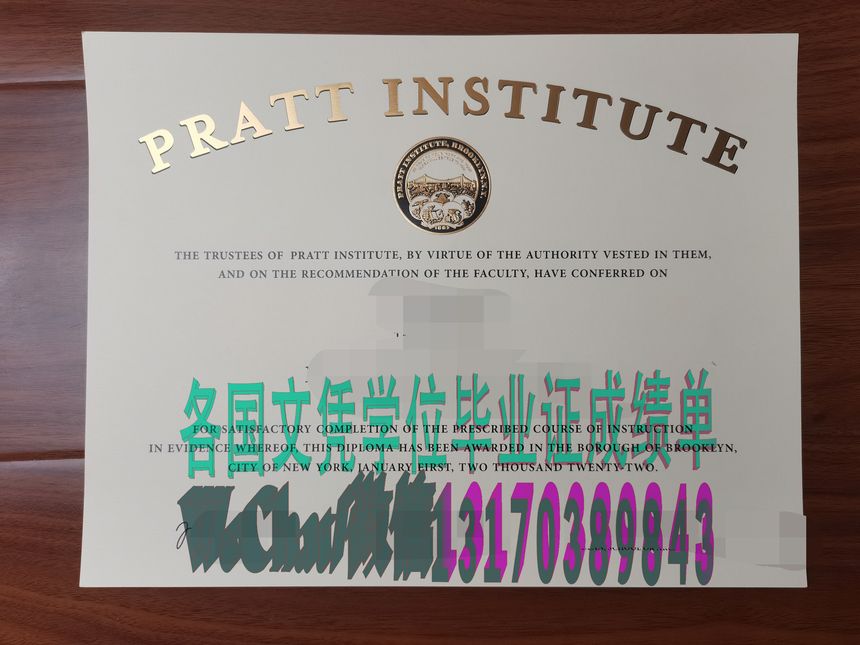 PRATT INSTITUTE
PRATT INSTITUTE, BROOKLYN, N.Y.
1887
THE TRUSTEES OF PRATT INSTITUTE, BY VIRTUE OF THE AUTHORITY VESTED IN THEM,
AND ON THE RECOMMENDATION OF THE FACULTY, HAVE CONFERRED ON
各国文凭学位毕业证成绩单
FOR SATISFACTORY COMPLETION OF THE PRESCRIBED COURSE OF INSTRUCTION
IN EVIDENCE WHEREOF, THIS DIPLOMA HAS BEEN AWARDED IN THE BOROUGH OF BROOKLYN,
CITY OF NEW YORK, JANUARY FIRST, TWO THOUSAND TWENTY-TWO.
WeChat微信13170389843